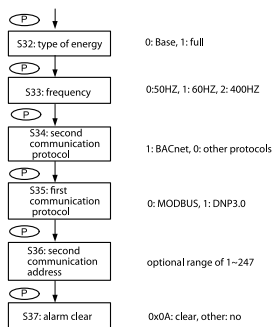 P
S32: type of energy
0: Base, 1: full
P
S33: frequency
0:50HZ, 1: 60HZ, 2: 400HZ
P
S34: second
communication
protocol
1: BACnet, 0: other protocols
P
S35: first
communication
protocol
0: MODBUS, 1: DNP3.0
P
S36: second
communication
address
optional range of 1~247
P
S37: alarm clear
0x0A: clear, other: no